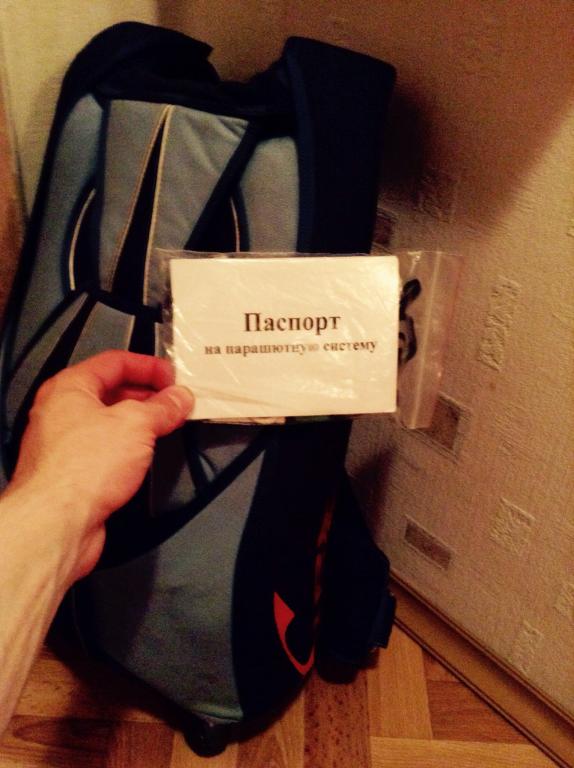 Паспорт
на парашютную систему